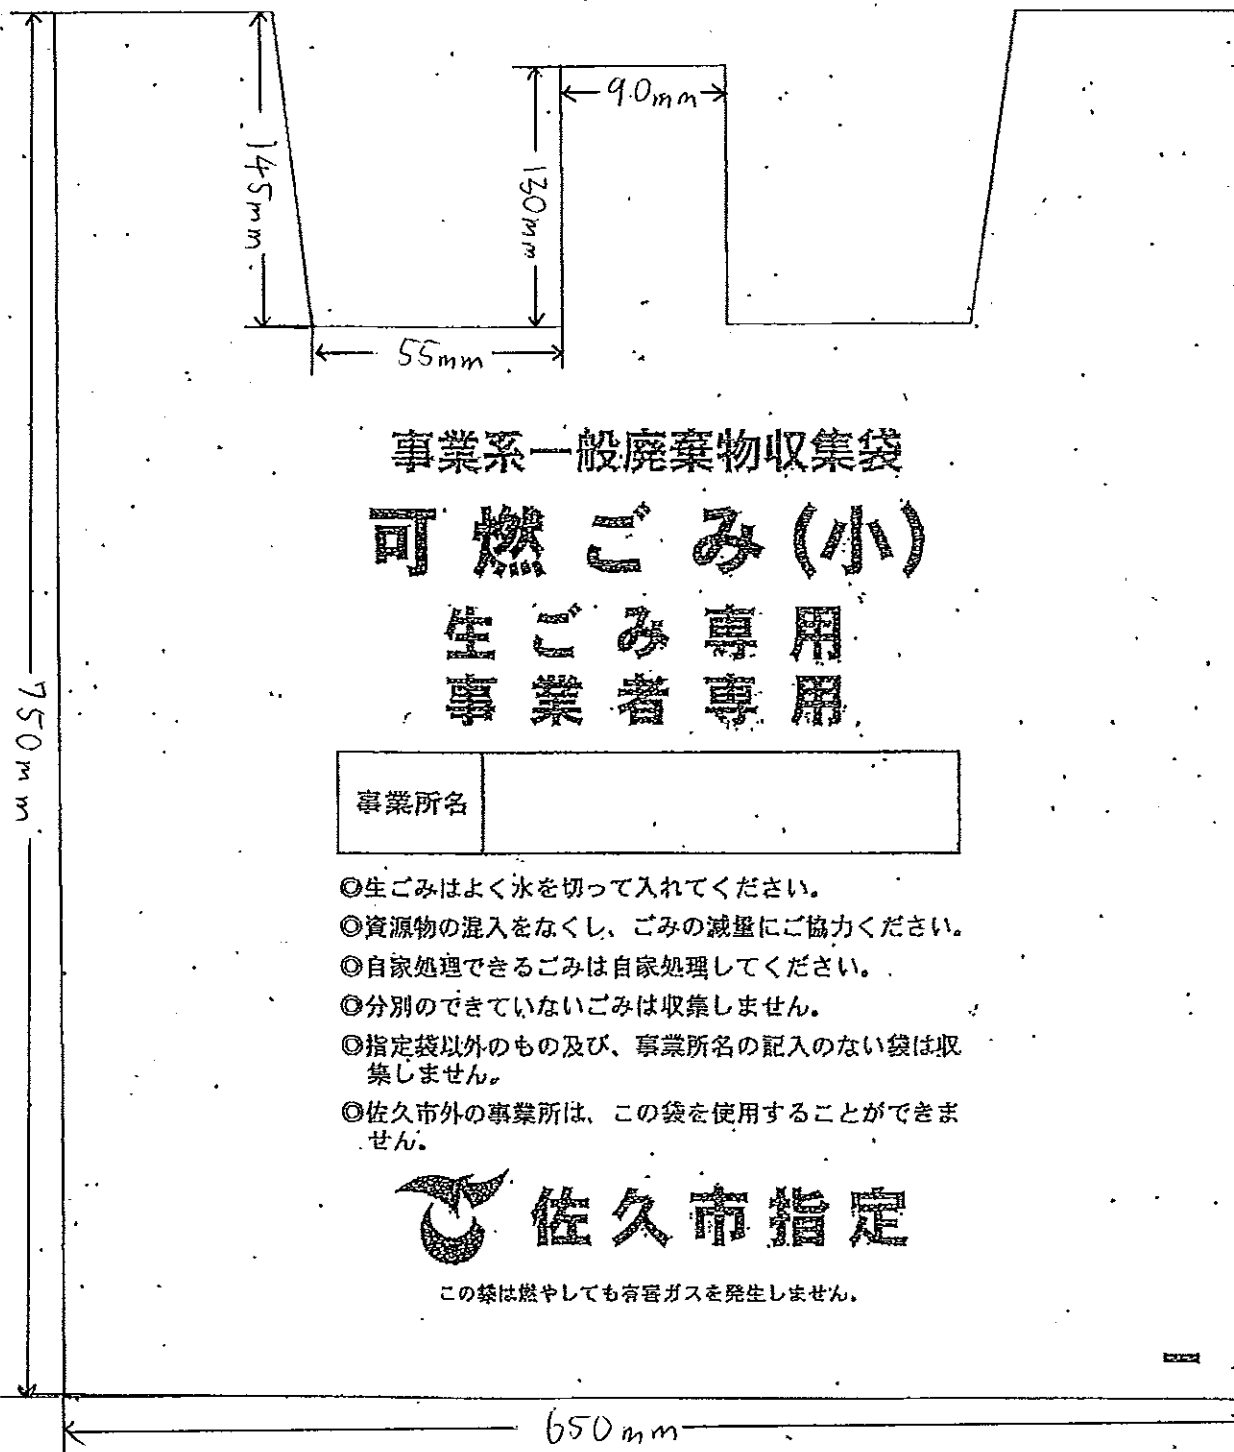 9.0mm
145mm
130mm
55mm
事業系一般廃棄物収集袋
可燃ごみ(小)
生ごみ専用
事業者専用
750mm
事業所名
◎生ごみはよく水を切って入れてください。
◎資源物の混入をなくし、ごみの減量にご協力ください。
◎自家処理できるごみは自家処理してください。
◎分別のできていないごみは収集しません。
◎指定袋以外のもの及び、事業所名の記入のない袋は収
集しません。
◎佐久市外の事業所は、この袋を使用することができま
せん。
佐久市指定
この袋は燃やしても有害ガスを発生しません。
650mm